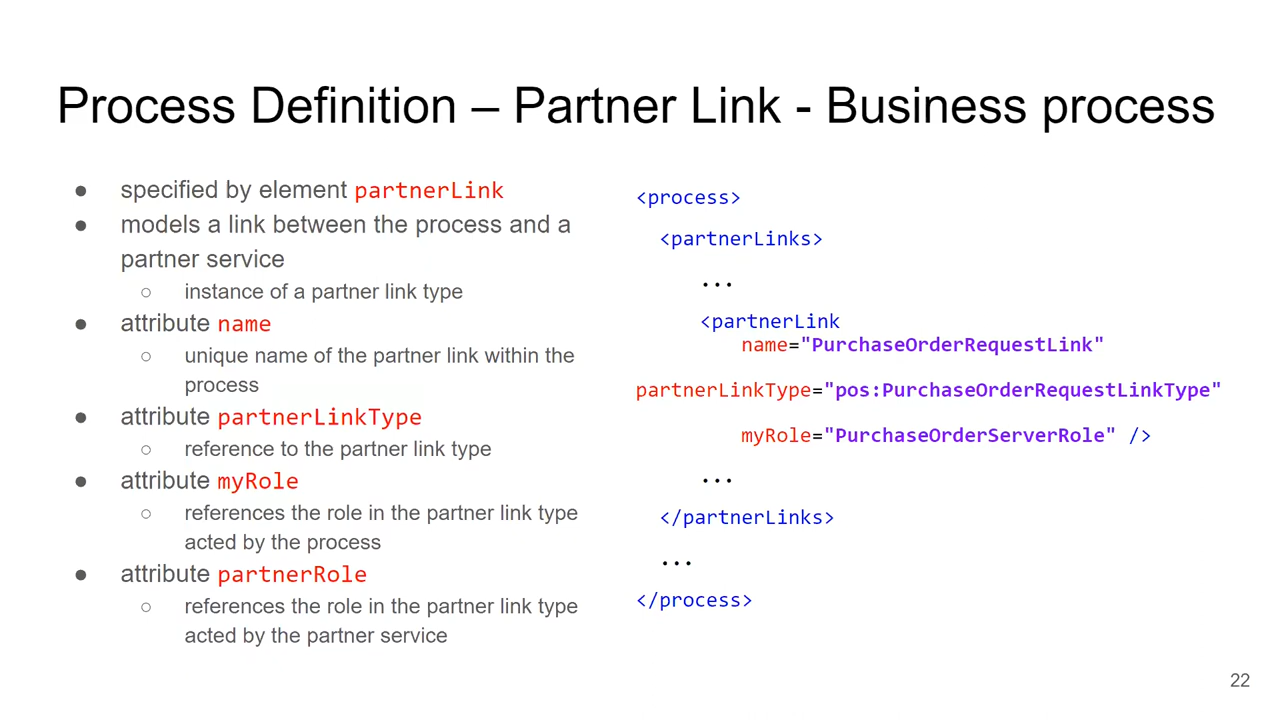 Process Definition – Partner Link - Business process
● specified by element partnerLink
● models a link between the process and a
partner service
○ instance of a partner link type
● attribute name
○ unique name of the partner link within the
process
● attribute partnerLinkType
○ reference to the partner link type
● attribute myRole
○ references the role in the partner link type
acted by the process
● attribute partnerRole
○ references the role in the partner link type
acted by the partner service
<process>
<partnerLinks>
...
<partnerLink
name="PurchaseOrderRequestLink"
partnerLinkType="pos:PurchaseOrderRequestLinkType"
myRole="PurchaseOrderServerRole" />
...
</partnerLinks>
...
</process>
22